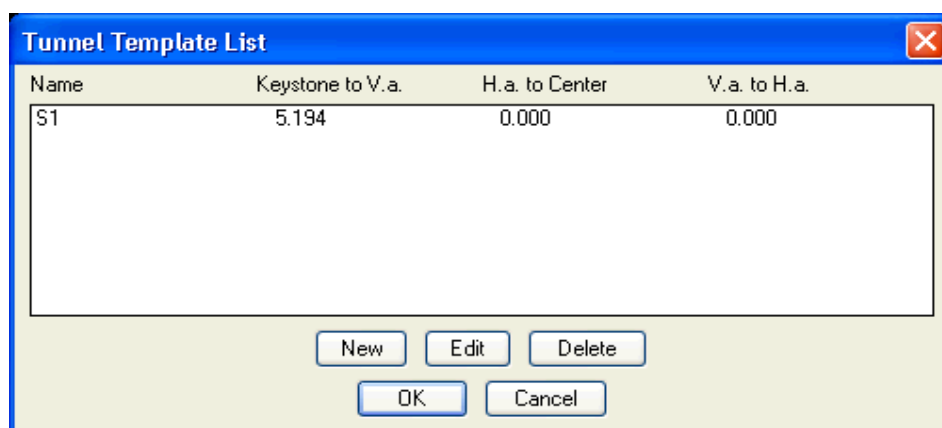 Tunnel Template List
Name Keystone to V.a. H.a. to Center V.a. to H.a.
S1 5.194 0.000 0.000
New Edit Delete
OK Cancel